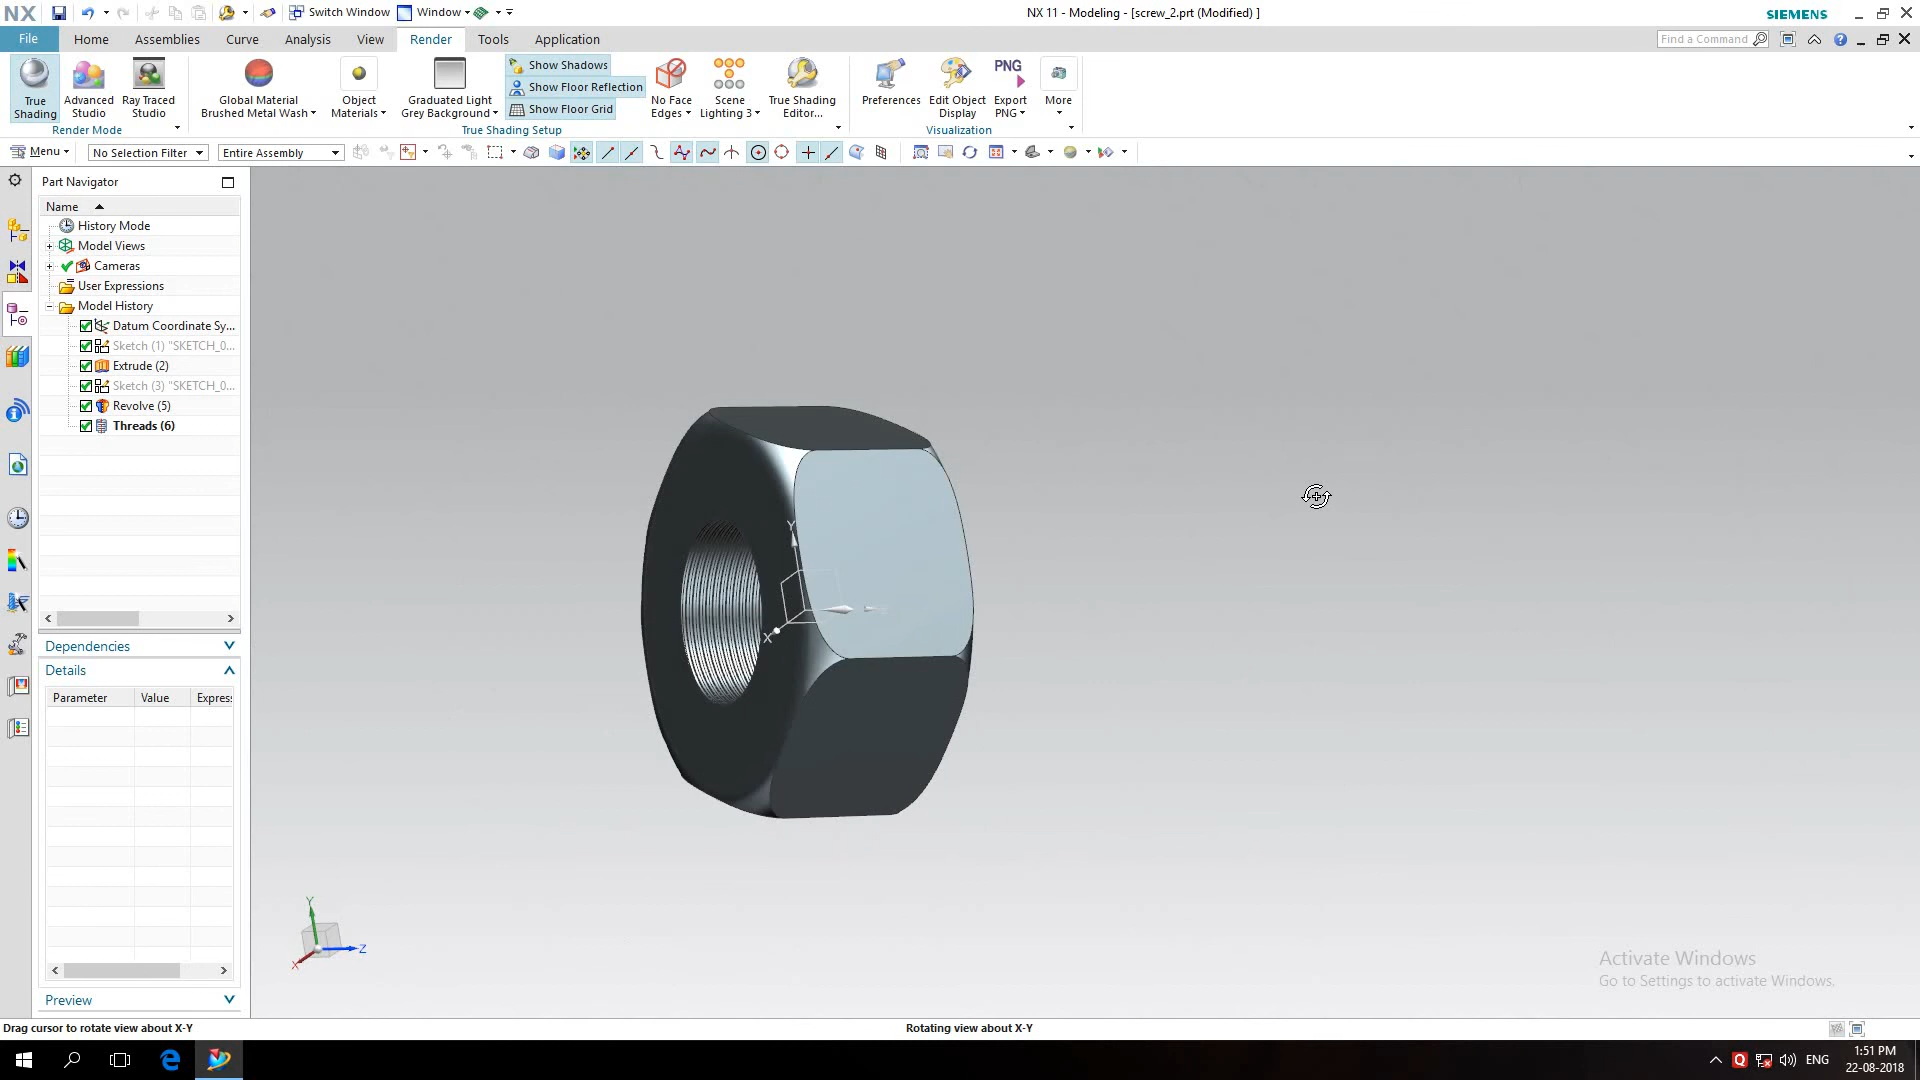 NX
Switch Window
Window
NX 11 - Modeling - [screw_2.prt (Modified) ]
SIEMENS
File
Home
Assemblies
Curve
Analysis
View
Render
Tools
Application
Find a Command
True Shading
Advanced Studio
Ray Traced Studio
Render Mode
Global Material Brushed Metal Wash
Object Materials
Graduated Light Grey Background
Show Shadows
Show Floor Reflection
Show Floor Grid
No Face Edges
Scene Lighting 3
True Shading Editor...
True Shading Setup
Preferences
Edit Object Display
PNG
Export PNG
More
Visualization
Menu
No Selection Filter
Entire Assembly
Part Navigator
Name
History Mode
Model Views
Cameras
User Expressions
Model History
Datum Coordinate Sy...
Sketch (1) "SKETCH_0...
Extrude (2)
Sketch (3) "SKETCH_0...
Revolve (5)
Threads (6)
Dependencies
Details
Parameter
Value
Express
Preview
Y
X
Y
Z
X
Activate Windows
Go to Settings to activate Windows.
Drag cursor to rotate view about X-Y
Rotating view about X-Y
ENG
1:51 PM
22-08-2018